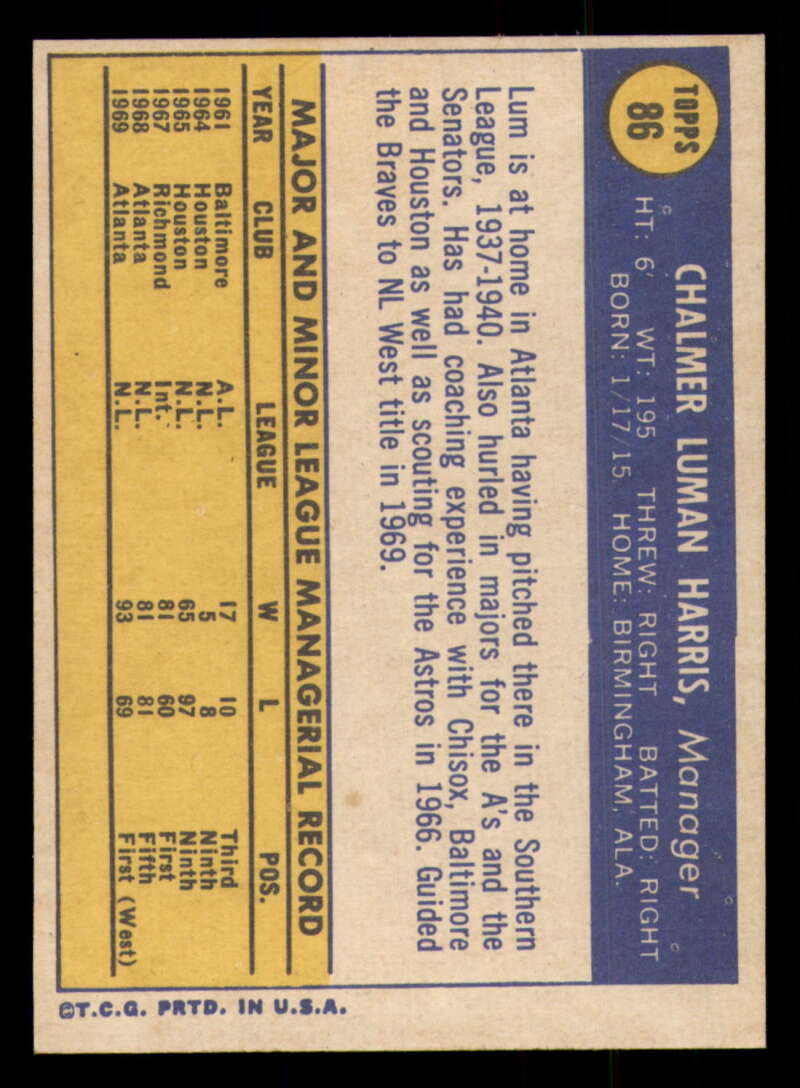 TOPPS
86
CHALMER LUMAN HARRIS, Manager
HT: 6' WT: 195 THREW: RIGHT BATTED: RIGHT
BORN: 1/17/15 HOME: BIRMINGHAM, ALA.
Lum is at home in Atlanta having pitched there in the Southern
League, 1937-1940. Also hurled in majors for the A's and the
Senators. Has had coaching experience with Chisox, Baltimore
and Houston as well as scouting for the Astros in 1966. Guided
the Braves to NL West title in 1969.
MAJOR AND MINOR LEAGUE MANAGERIAL RECORD
YEAR CLUB LEAGUE W L POS.
1961 Baltimore A.L. 17 10 Third
1964 Houston N.L. 5 8 Ninth
1965 Houston N.L. 65 97 Ninth
1967 Richmond Int. 81 60 First
1968 Atlanta N.L. 81 81 Fifth
1969 Atlanta N.L. 93 69 First (West)
©T.C.G. PRTD. IN U.S.A.